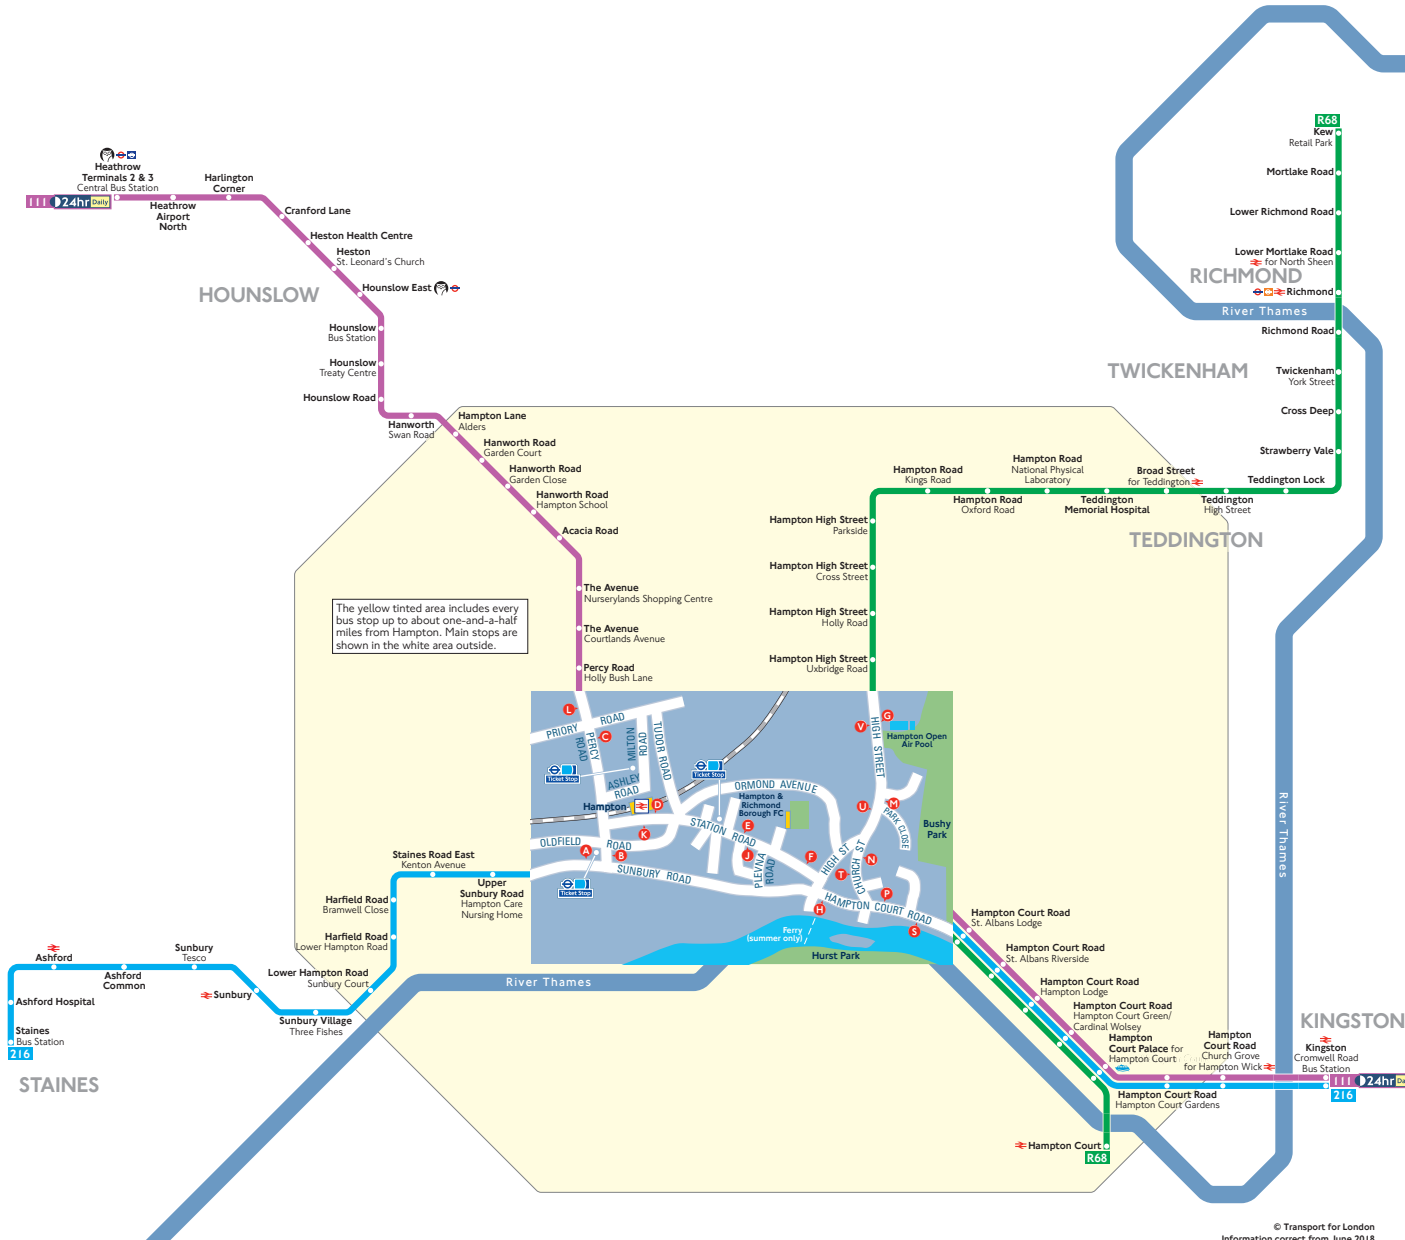 R68
Kew
Retail Park
Mortlake Road
Lower Richmond Road
Lower Mortlake Road
for North Sheen
RICHMOND
Richmond
River Thames
Richmond Road
TWICKENHAM
Twickenham
York Street
Cross Deep
Strawberry Vale
Teddington Lock
Heathrow
Terminals 2 & 3
Central Bus Station
111
24hr
Daily
Heathrow
Airport
North
Harlington
Corner
Cranford Lane
Heston Health Centre
Heston
St. Leonard's Church
Hounslow East
HOUNSLOW
Hounslow
Bus Station
Hounslow
Treaty Centre
Hounslow Road
Hanworth
Swan Road
Hampton Lane
Alders
Hanworth Road
Garden Court
Hanworth Road
Garden Close
Hanworth Road
Hampton School
Acacia Road
The Avenue
Nurserylands Shopping Centre
The Avenue
Courtlands Avenue
Percy Road
Holly Bush Lane
Hampton Road
Kings Road
Hampton Road
Oxford Road
Hampton Road
National Physical
Laboratory
Teddington
Memorial Hospital
Broad Street
for Teddington
Teddington
High Street
TEDDINGTON
Hampton High Street
Parkside
Hampton High Street
Cross Street
Hampton High Street
Holly Road
Hampton High Street
Uxbridge Road
The yellow tinted area includes every
bus stop up to about one-and-a-half
miles from Hampton. Main stops are
shown in the white area outside.
L
PRIORY ROAD
C
PERCY
ROAD
MILTON
ROAD
TUDOR ROAD
Ticket Stop
ASHLEY
ROAD
Hampton
D
K
Ticket Stop
ORMOND AVENUE
Hampton &
Richmond
Borough FC
STATION ROAD
E
J
PLEVNA
ROAD
F
OLDFIELD ROAD
A
B
Ticket Stop
SUNBURY ROAD
V
G
HIGH STREET
Hampton Open
Air Pool
U
M
PARK CLOSE
Bushy
Park
HIGH ST
CHURCH ST
N
T
P
H
HAMPTON COURT ROAD
S
Ferry
(summer only)
Hurst Park
Staines Road East
Kenton Avenue
Upper
Sunbury Road
Hampton Care
Nursing Home
Harfield Road
Bramwell Close
Harfield Road
Lower Hampton Road
Lower Hampton Road
Sunbury Court
Sunbury
Tesco
Ashford
Ashford
Common
Sunbury
Sunbury Village
Three Fishes
Ashford Hospital
Staines
Bus Station
216
STAINES
River Thames
Hampton Court Road
St. Albans Lodge
Hampton Court Road
St. Albans Riverside
Hampton Court Road
Hampton Lodge
Hampton Court Road
Hampton Court Green/
Cardinal Wolsey
Hampton
Court Palace for
Hampton Court
Hampton
Court Road
Church Grove
for Hampton Wick
Hampton Court Road
Hampton Court Gardens
River Thames
KINGSTON
Kingston
Cromwell Road
Bus Station
111
24hr
216
Hampton Court
R68
© Transport for London
Information correct from June 2018